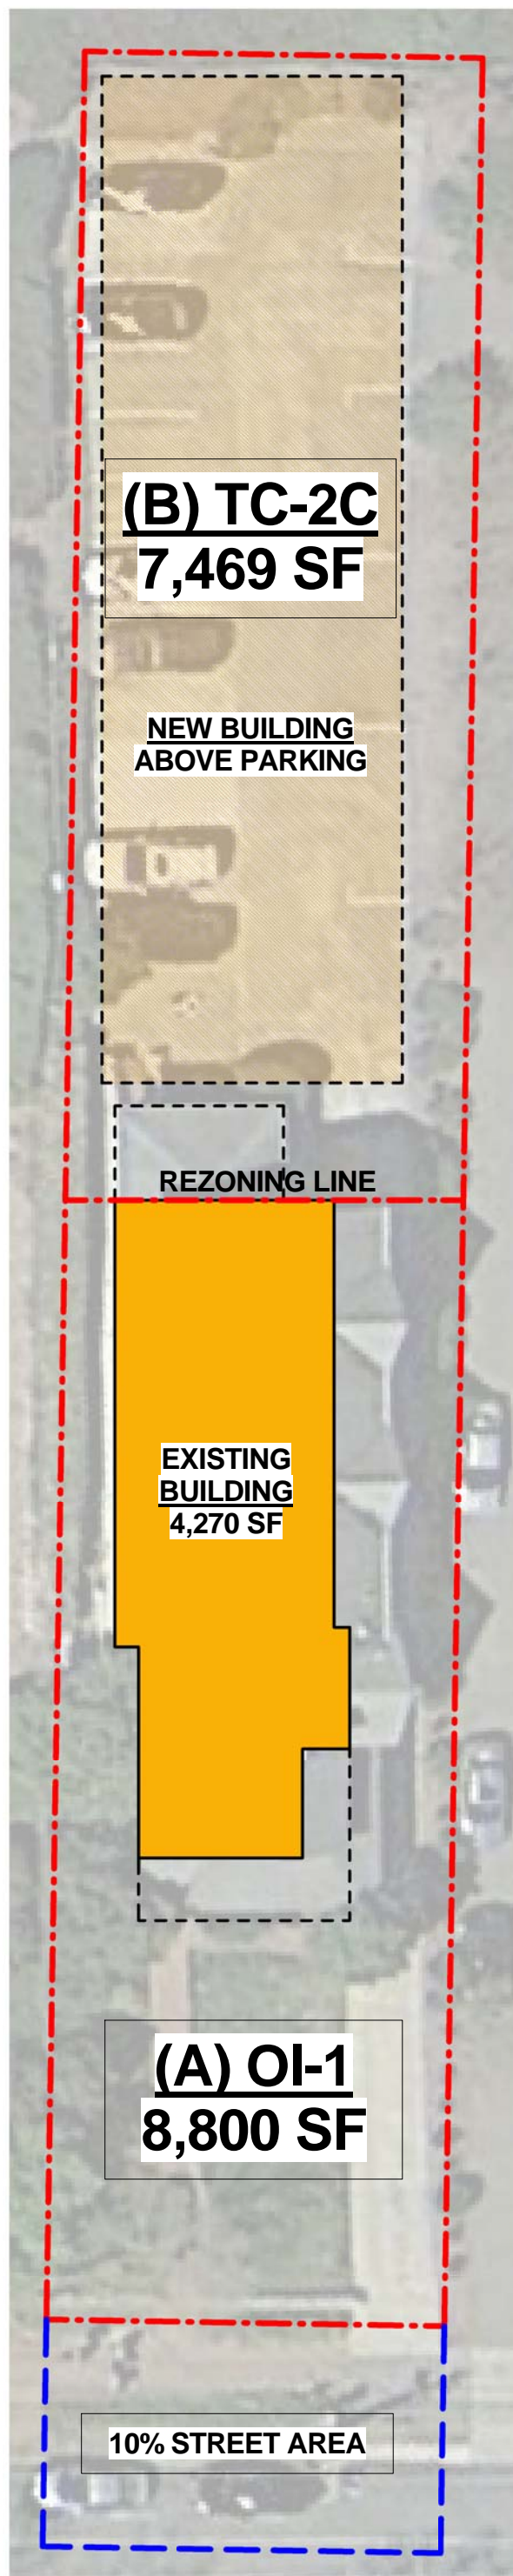 (B) TC-2C
7,469 SF
NEW BUILDING
ABOVE PARKING
REZONING LINE
EXISTING
BUILDING
4,270 SF
(A) OI-1
8,800 SF
10% STREET AREA